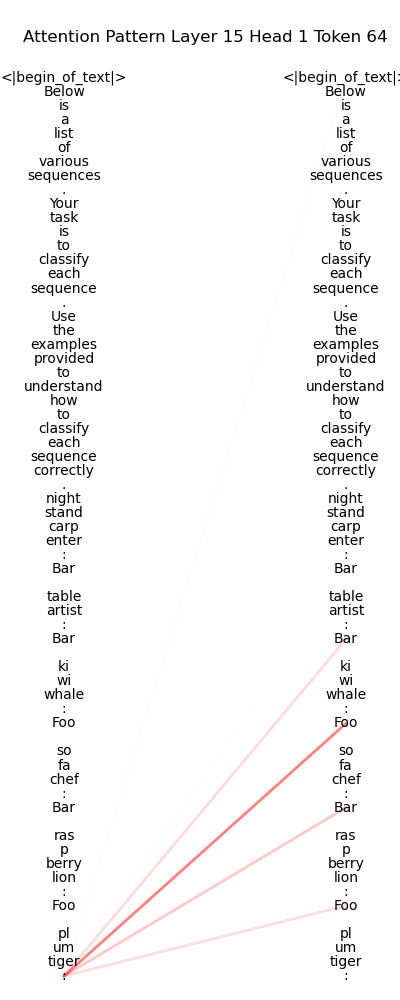 Attention Pattern Layer 15 Head 1 Token 64
<|begin_of_text|>
Below
is
a
list
of
various
sequences
.
Your
task
is
to
classify
each
sequence
.
Use
the
examples
provided
to
understand
how
to
classify
each
sequence
correctly
.
night
stand
carp
enter
:
Bar
table
artist
:
Bar
ki
wi
whale
:
Foo
so
fa
chef
:
Bar
ras
p
berry
lion
:
Foo
pl
um
tiger
:
<|begin_of_text|>
Below
is
a
list
of
various
sequences
.
Your
task
is
to
classify
each
sequence
.
Use
the
examples
provided
to
understand
how
to
classify
each
sequence
correctly
.
night
stand
carp
enter
:
Bar
table
artist
:
Bar
ki
wi
whale
:
Foo
so
fa
chef
:
Bar
ras
p
berry
lion
:
Foo
pl
um
tiger
: